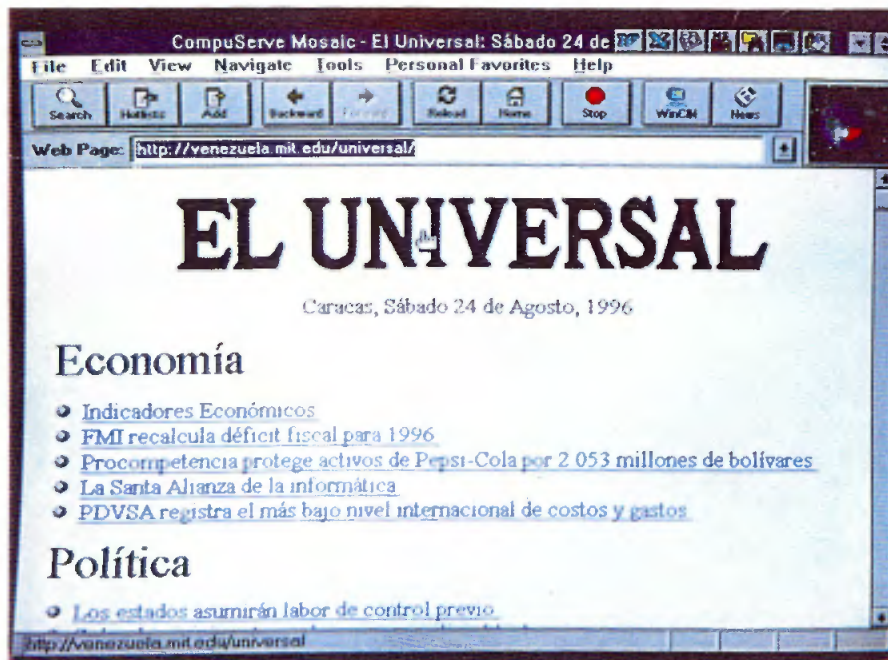 CompuServe Mosaic - El Universal: Sábado 24 de
File Edit View Navigate Tools Personal Favorites Help
Search Hotlists Add Backward Forward Reload Home Stop WinCIM News
Web Page: http://venezuela.mit.edu/universal/
EL UNIVERSAL
Caracas, Sábado 24 de Agosto, 1996
Economía
Indicadores Económicos
FMI recalcula déficit fiscal para 1996
Procompetencia protege activos de Pepsi-Cola por 2 053 millones de bolívares
La Santa Alianza de la informática
PDVSA registra el más bajo nivel internacional de costos y gastos
Política
Los estados asumirán labor de control previo
http://venezuela.mit.edu/universal